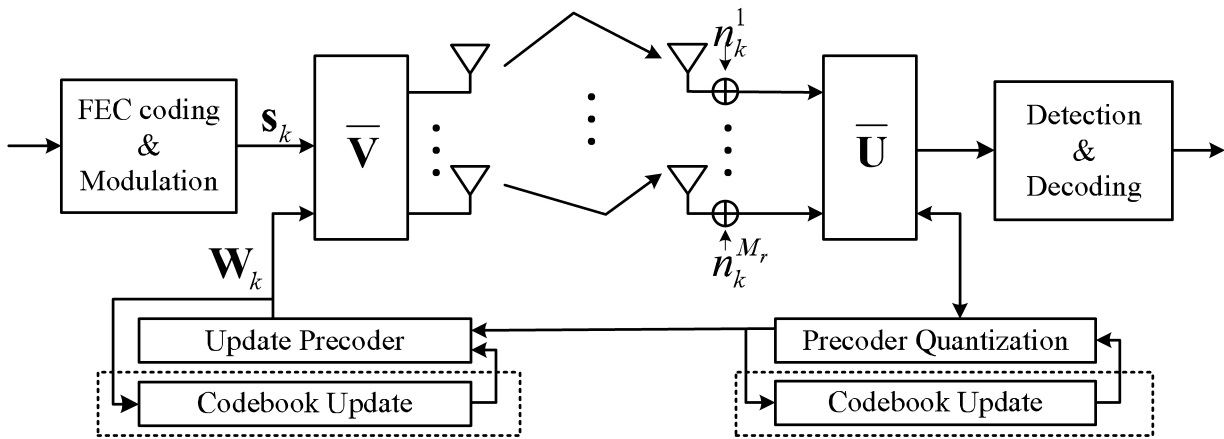 FEC coding
&
Modulation
s_k
V̅
n_k^1
n_k^{M_r}
U̅
Detection
&
Decoding
W_k
Update Precoder
Codebook Update
Precoder Quantization
Codebook Update